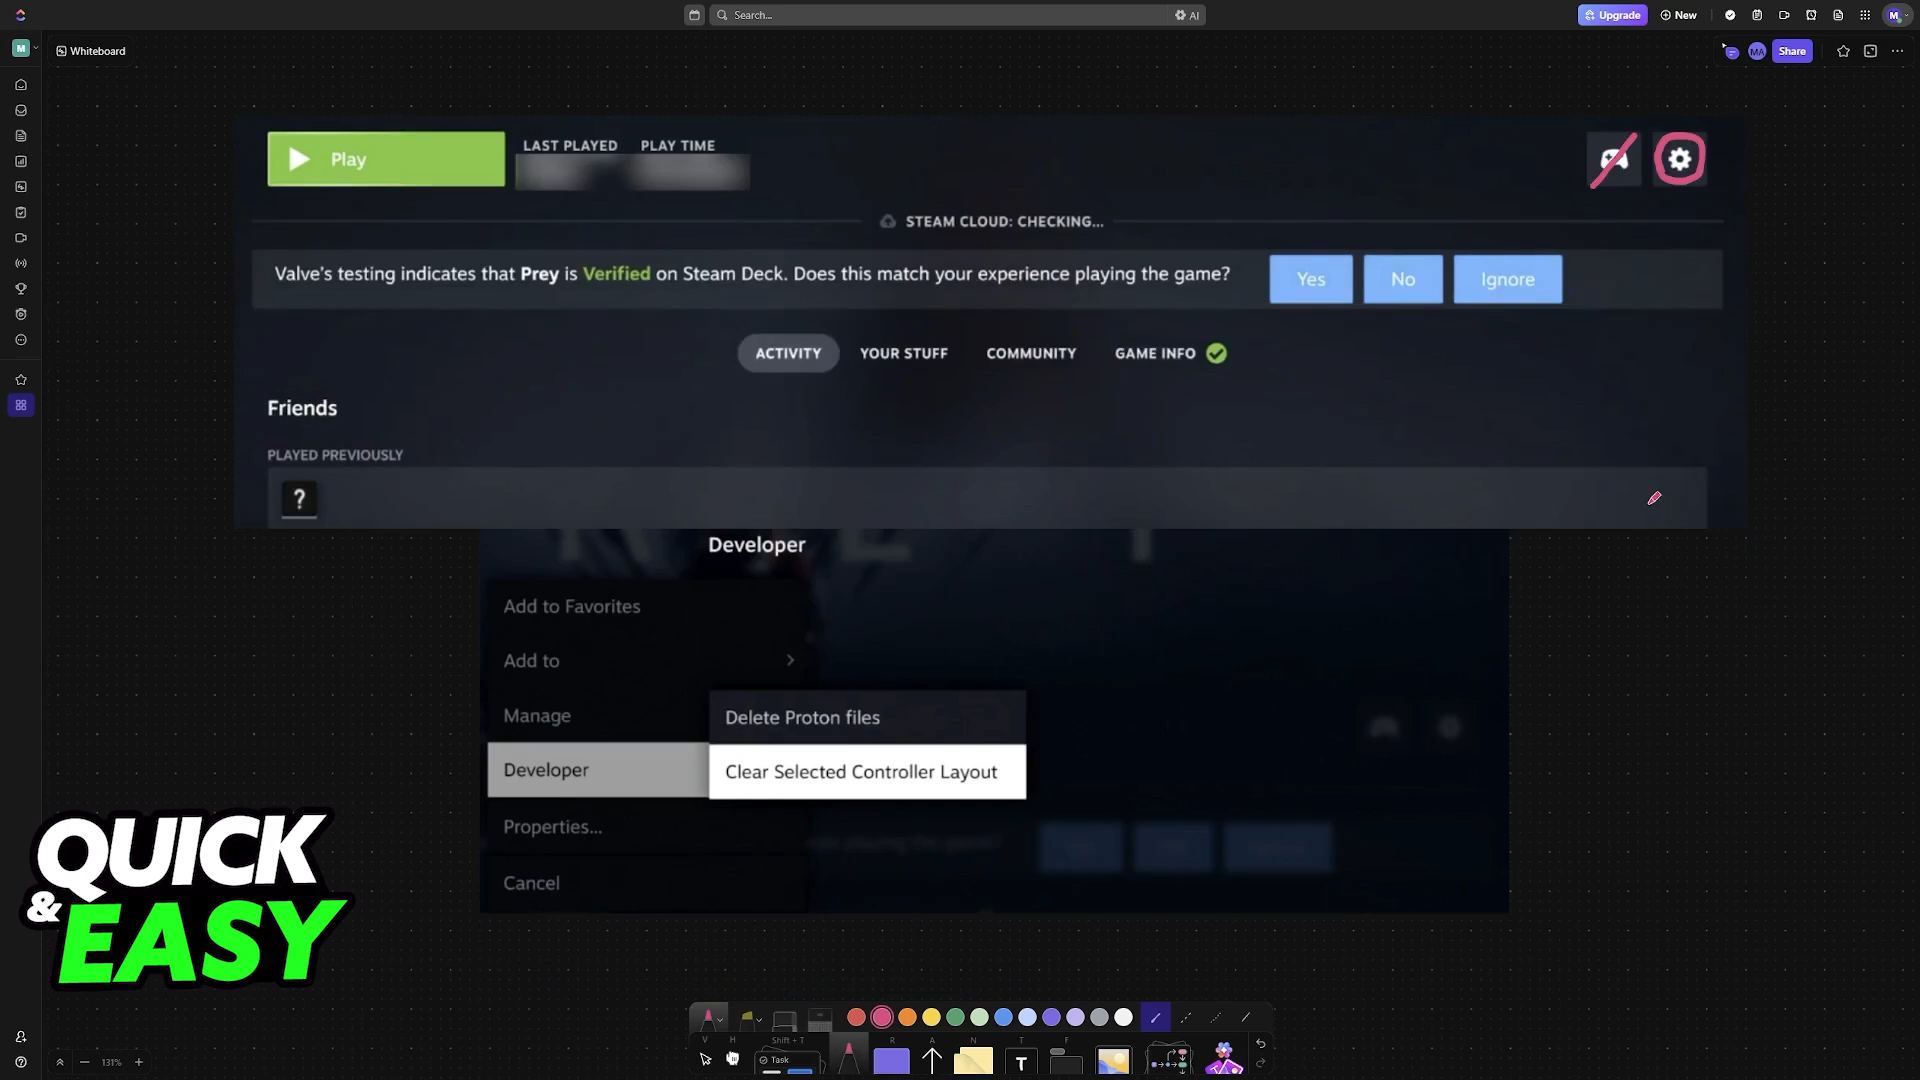 Search...
AI
Upgrade
New
M
M
Whiteboard
MA
Share
Play
LAST PLAYED
PLAY TIME
STEAM CLOUD: CHECKING...
Valve's testing indicates that Prey is Verified on Steam Deck. Does this match your experience playing the game?
Yes
No
Ignore
ACTIVITY
YOUR STUFF
COMMUNITY
GAME INFO
Friends
PLAYED PREVIOUSLY
?
Developer
Add to Favorites
Add to
Manage
Delete Proton files
Developer
Clear Selected Controller Layout
Properties...
Cancel
QUICK
& EASY
V
H
Shift + T
R
A
N
T
F
Task
T
131%